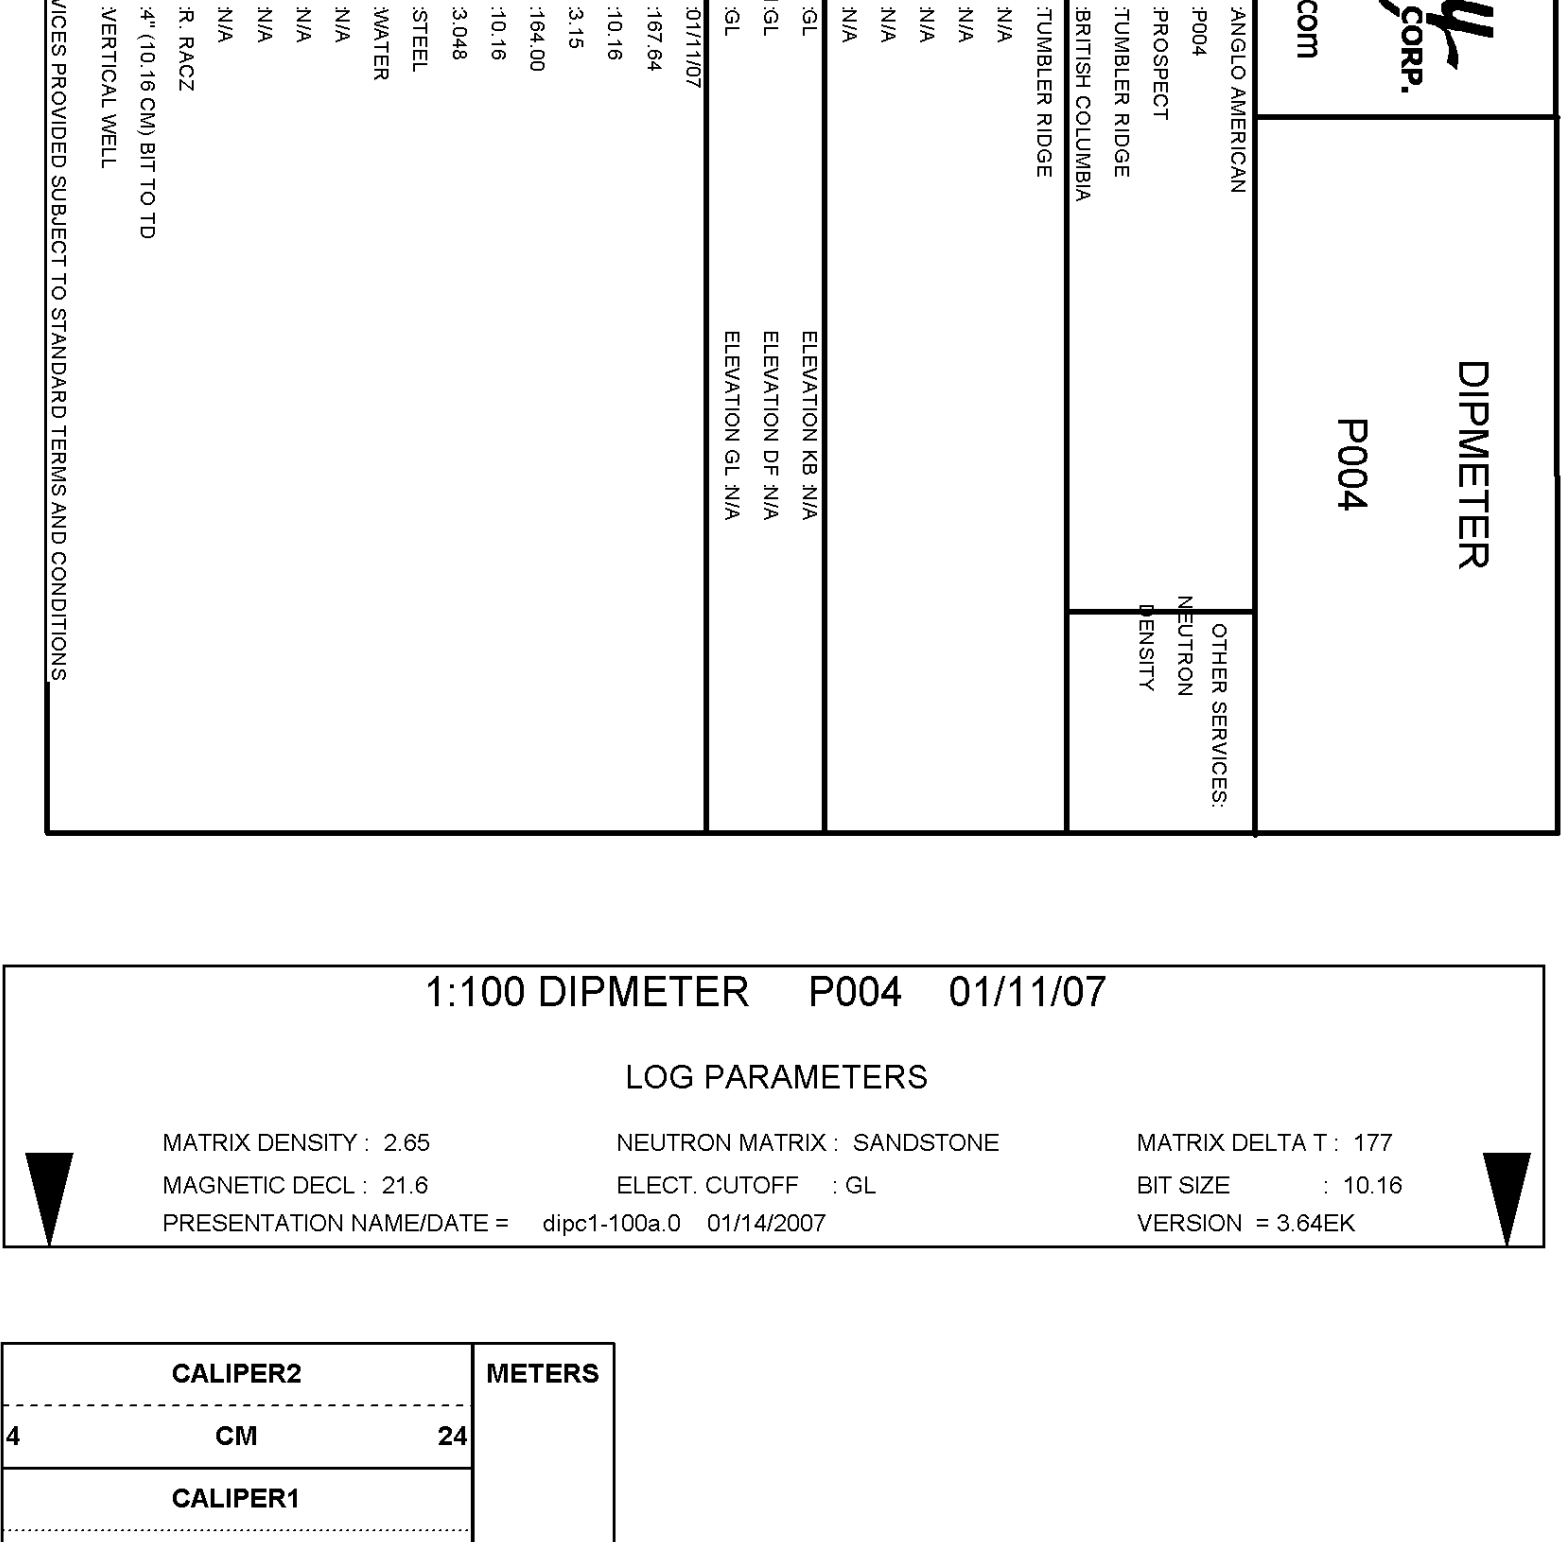 CORP.
com
DIPMETER
P004
:ANGLO AMERICAN
:P004
:PROSPECT
:TUMBLER RIDGE
:BRITISH COLUMBIA
OTHER SERVICES:
NEUTRON
DENSITY
:TUMBLER RIDGE
:N/A
:N/A
:N/A
:N/A
:N/A
:GL ELEVATION KB :N/A
:GL ELEVATION DF :N/A
:GL ELEVATION GL :N/A
:01/11/07
:167.64
:10.16
:3.15
:164.00
:10.16
:3.048
:STEEL
:WATER
:N/A
:N/A
:N/A
:N/A
:R. RACZ
:4" (10.16 CM) BIT TO TD
:VERTICAL WELL
VICES PROVIDED SUBJECT TO STANDARD TERMS AND CONDITIONS
1:100 DIPMETER P004 01/11/07
LOG PARAMETERS
MATRIX DENSITY : 2.65 NEUTRON MATRIX : SANDSTONE MATRIX DELTA T : 177
MAGNETIC DECL : 21.6 ELECT. CUTOFF : GL BIT SIZE : 10.16
PRESENTATION NAME/DATE = dipc1-100a.0 01/14/2007 VERSION = 3.64EK
CALIPER2 METERS
4 CM 24
CALIPER1